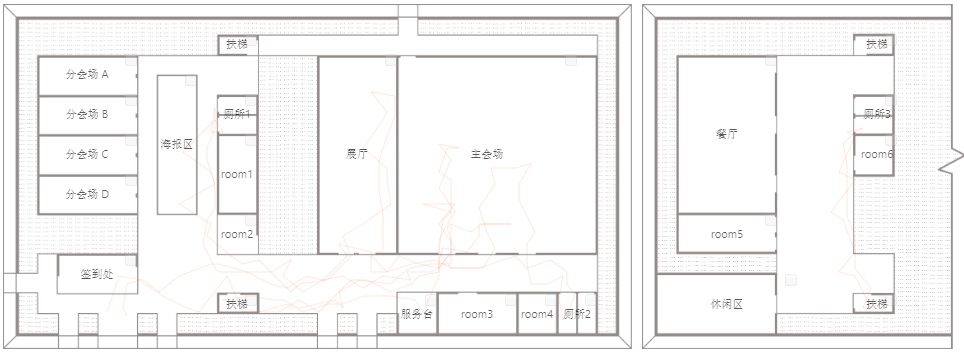 扶梯
扶梯
分会场 A
分会场 B
分会场 C
分会场 D
海报区
厕所1
room1
room2
展厅
主会场
餐厅
厕所3
room6
room5
签到处
扶梯
服务台
room3
room4
厕所2
休闲区
扶梯